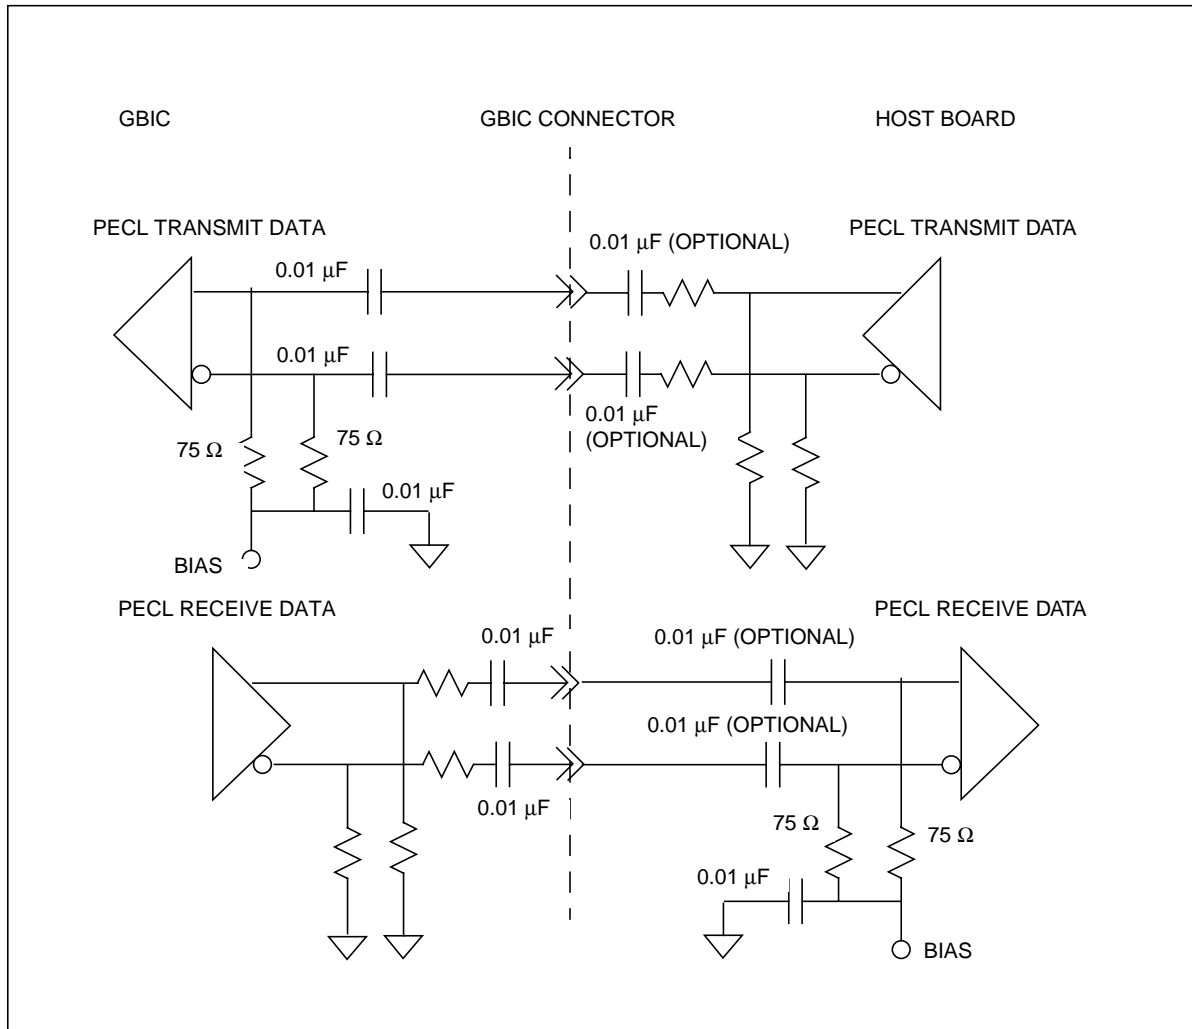 GBIC
GBIC CONNECTOR
HOST BOARD
PECL TRANSMIT DATA
PECL TRANSMIT DATA
0.01 μF (OPTIONAL)
0.01 μF
0.01 μF
0.01 μF
(OPTIONAL)
75 Ω
75 Ω
0.01 μF
BIAS
PECL RECEIVE DATA
PECL RECEIVE DATA
0.01 μF
0.01 μF (OPTIONAL)
0.01 μF (OPTIONAL)
0.01 μF
75 Ω
75 Ω
0.01 μF
BIAS